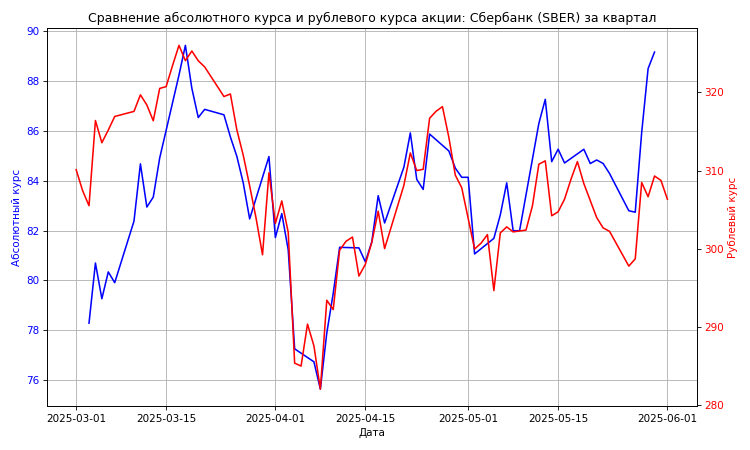 Сравнение абсолютного курса и рублевого курса акции: Сбербанк (SBER) за квартал
90
88
86
84
82
80
78
76
Абсолютный курс
320
310
300
290
280
Рублевый курс
2025-03-01 2025-03-15 2025-04-01 2025-04-15 2025-05-01 2025-05-15 2025-06-01
Дата